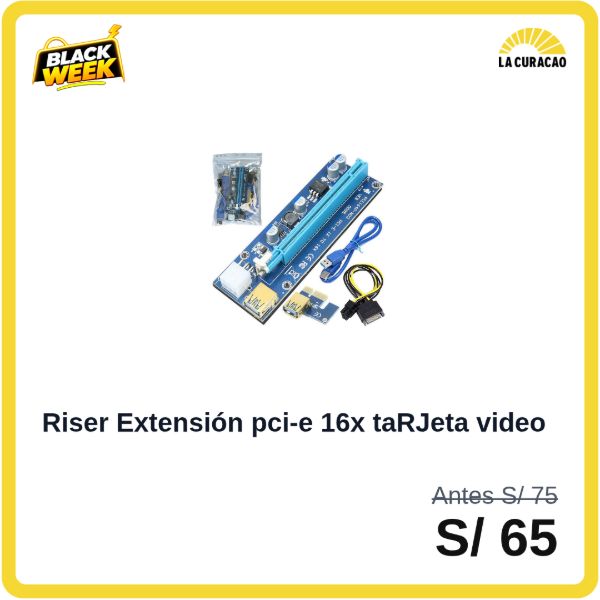 BLACK
WEEK
LA CURACAO
Riser Extensión pci-e 16x taRJeta video
Antes S/ 75
S/ 65